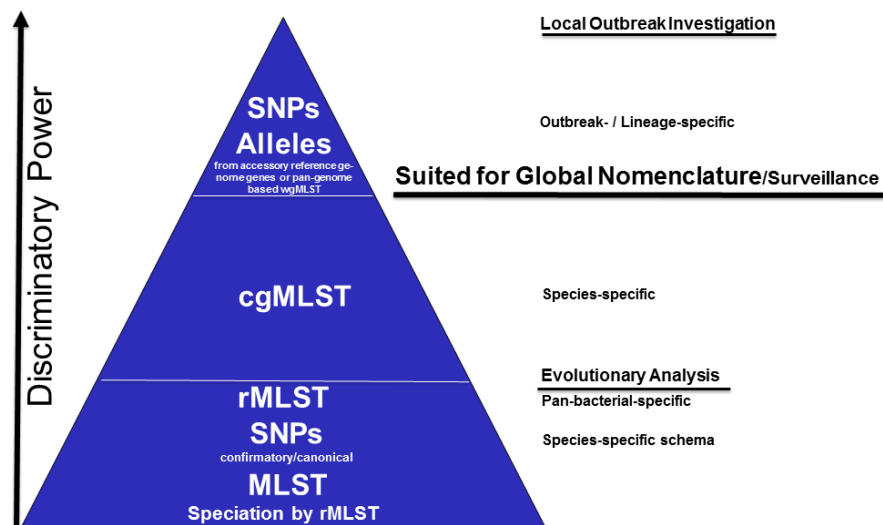 Discriminatory Power
SNPs
Alleles
from accessory reference ge-
nome genes or pan-genome
based wgMLST
cgMLST
rMLST
SNPs
confirmatory/canonical
MLST
Speciation by rMLST
Local Outbreak Investigation
Outbreak- / Lineage-specific
Suited for Global Nomenclature/Surveillance
Species-specific
Evolutionary Analysis
Pan-bacterial-specific
Species-specific schema